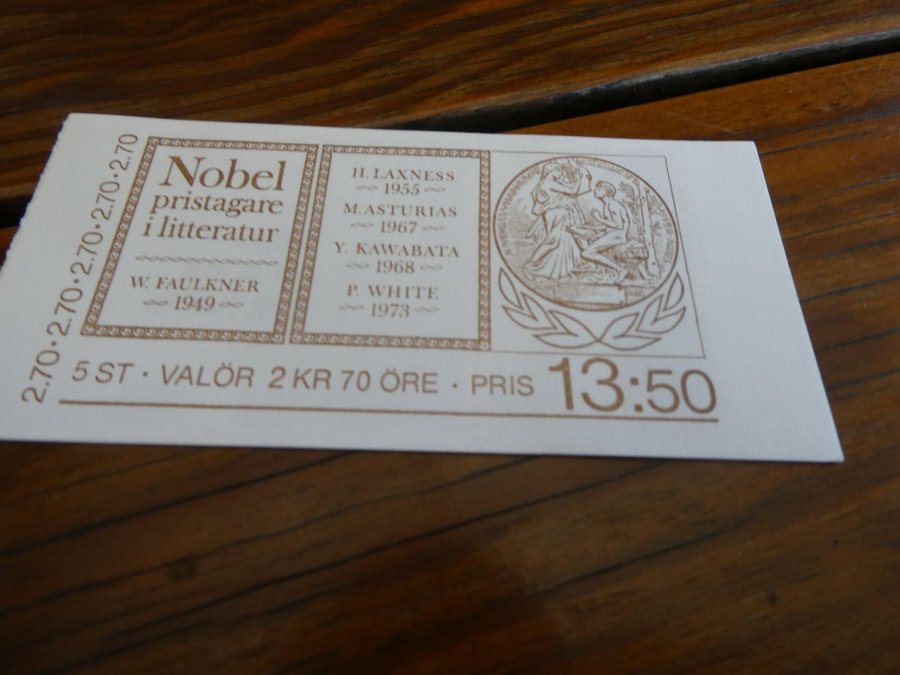 2.70·2.70·2.70·2.70·2.70
Nobel
pristagare
i litteratur
W. FAULKNER
1949
H. LAXNESS
1955
M. ASTURIAS
1967
Y. KAWABATA
1968
P. WHITE
1973
5 ST · VALÖR 2 KR 70 ÖRE · PRIS 13:50